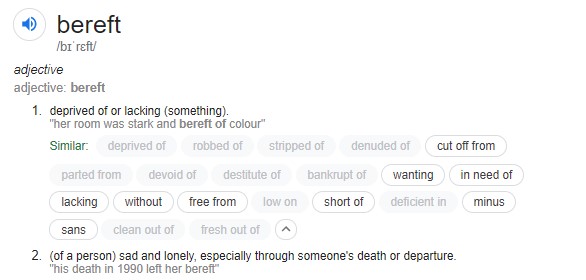 bereft
/bɪˈrɛft/
adjective
adjective: bereft
1. deprived of or lacking (something).
"her room was stark and bereft of colour"
Similar: deprived of robbed of stripped of denuded of cut off from
parted from devoid of destitute of bankrupt of wanting in need of
lacking without free from low on short of deficient in minus
sans clean out of fresh out of
2. (of a person) sad and lonely, especially through someone's death or departure.
"his death in 1990 left her bereft"